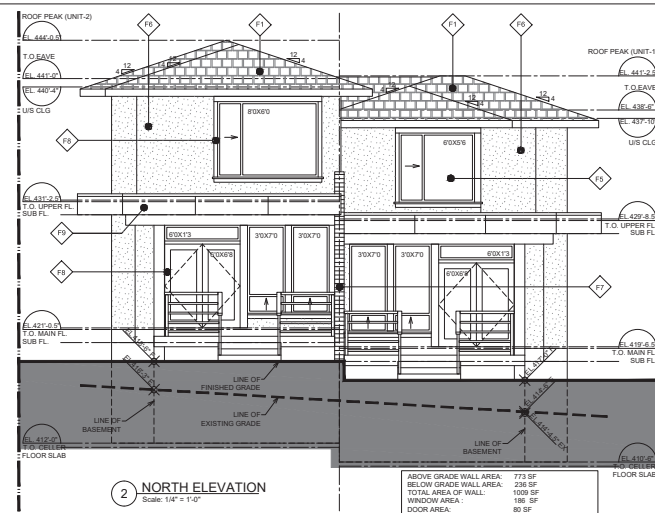 ROOF PEAK (UNIT-2)
EL. 444'-0.5"
T.O.EAVE
EL. 441'-0"
EL. 440'-4"
U/S CLG
F6
F1
F1
F6
ROOF PEAK (UNIT-1
EL. 441'-2.5
T.O.EAVE
EL. 438'-6"
EL. 437'-10"
U/S CLG
12
4
12
4
12
4
12
4
8'0X6'0
6'0X5'6
F8
F5
EL. 431'-2.5"
T.O. UPPER FL.
SUB FL.
EL. 429'-8.5
T.O. UPPER FL
SUB FL.
F9
F8
F7
6'0X1'3
6'0X6'8
3'0X7'0
3'0X7'0
3'0X7'0
3'0X7'0
6'0X1'3
6'0X6'8
EL 421'-0.5"
T.O. MAIN FL.
SUB FL.
EL. 419'-6.5
T.O. MAIN FL
SUB FL.
LINE OF
FINISHED GRADE
LINE OF
EXISTING GRADE
LINE OF
BASEMENT
LINE OF
BASEMENT
EL. 412'-0"
T.O. CELLER
FLOOR SLAB
EL. 410'-6"
T.O. CELLER
FLOOR SLAB
2
NORTH ELEVATION
Scale: 1/4" = 1'-0"
ABOVE GRADE WALL AREA: 773 SF
BELOW GRADE WALL AREA: 236 SF
TOTAL AREA OF WALL: 1009 SF
WINDOW AREA : 186 SF
DOOR AREA: 80 SF